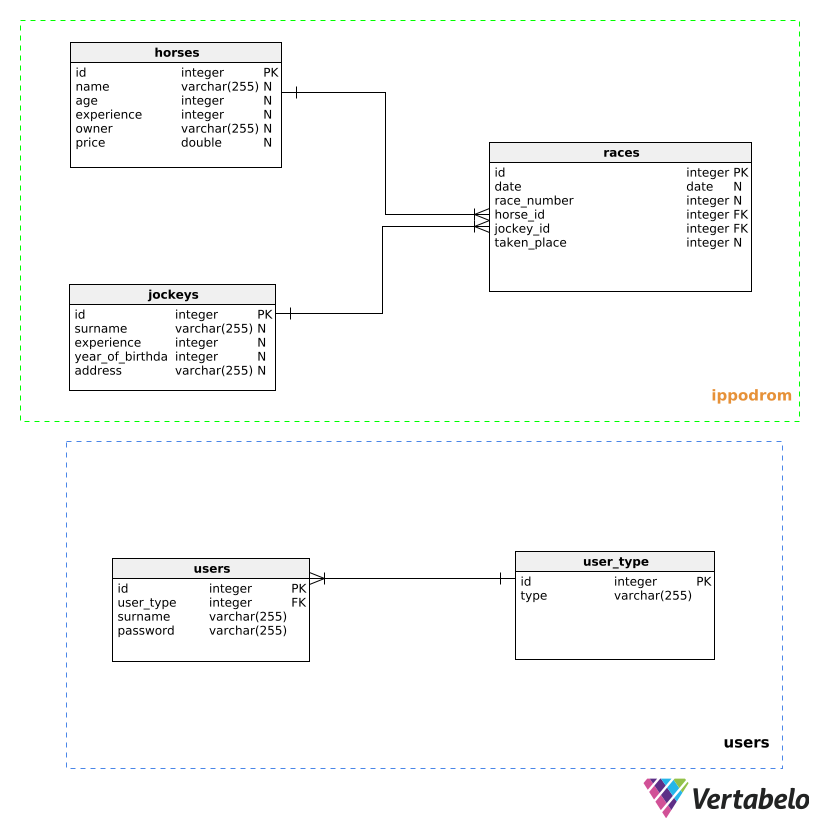 horses
id integer PK
name varchar(255) N
age integer N
experience integer N
owner varchar(255) N
price double N
races
id integer PK
date date N
race_number integer N
horse_id integer FK
jockey_id integer FK
taken_place integer N
jockeys
id integer PK
surname varchar(255) N
experience integer N
year_of_birthda integer N
address varchar(255) N
ippodrom
users
id integer PK
user_type integer FK
surname varchar(255)
password varchar(255)
user_type
id integer PK
type varchar(255)
users
Vertabelo